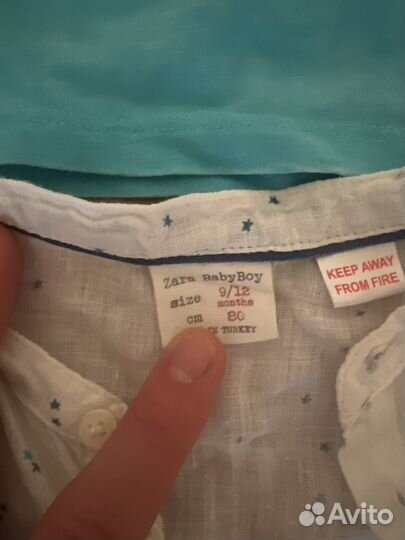 Zara BabyBoy
size 9/12
months
cm 80
TURKEY
KEEP AWAY
FROM FIRE
Avito